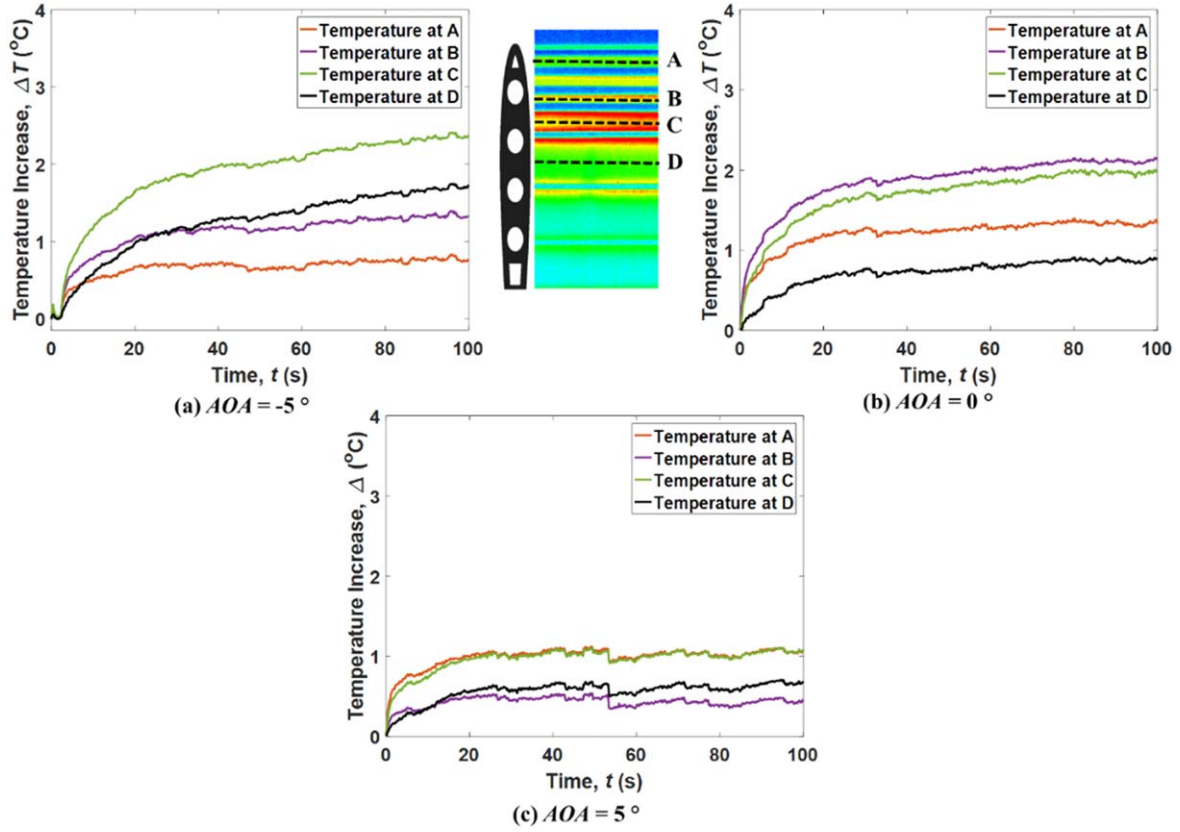 Temperature Increase, ΔT (°C)
4
3
2
1
0
Temperature at A
Temperature at B
Temperature at C
Temperature at D
0 20 40 60 80 100
Time, t (s)
(a) AOA = -5 °
A
B
C
D
Temperature Increase, ΔT (°C)
4
3
2
1
0
Temperature at A
Temperature at B
Temperature at C
Temperature at D
0 20 40 60 80 100
Time, t (s)
(b) AOA = 0 °
Temperature Increase, Δ (°C)
4
3
2
1
0
Temperature at A
Temperature at B
Temperature at C
Temperature at D
0 20 40 60 80 100
Time, t (s)
(c) AOA = 5 °